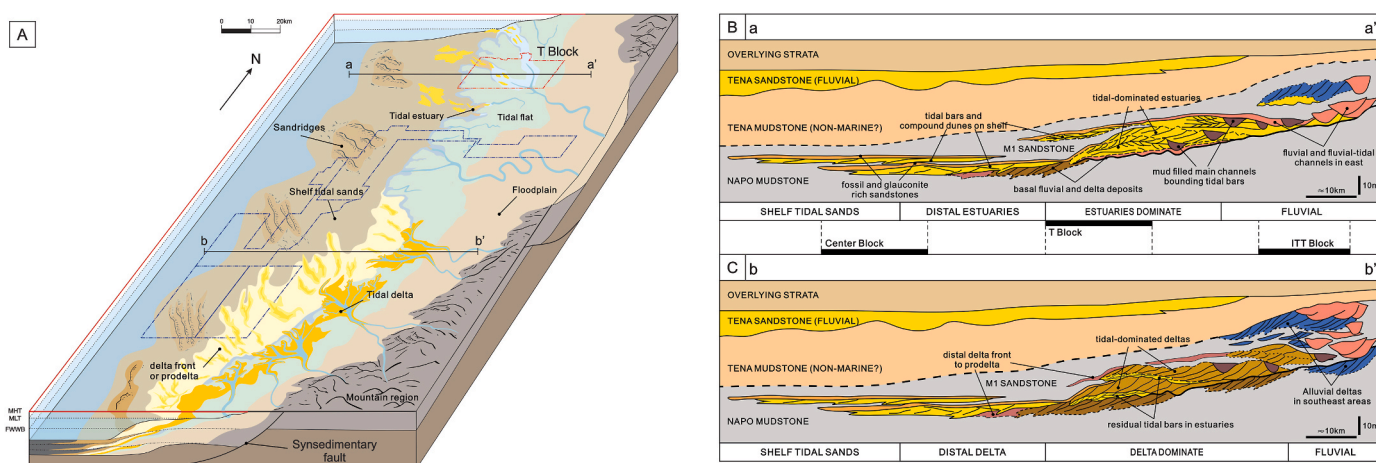 A
0 10 20km
N
T Block
a
a'
Tidal estuary
Tidal flat
Sandridges
Floodplain
Shelf tidal sands
b
b'
Tidal delta
delta front
or prodelta
Mountain region
MHT
MLT
FWWB
Synsedimentary
fault
B
a
a'
OVERLYING STRATA
TENA SANDSTONE (FLUVIAL)
tidal-dominated estuaries
TENA MUDSTONE (NON-MARINE?)
tidal bars and
compound dunes on shelf
M1 SANDSTONE
fluvial and fluvial-tidal
channels in east
NAPO MUDSTONE
fossil and glauconite
rich sandstones
basal fluvial and delta deposits
mud filled main channels
bounding tidal bars
≈10km
10m
SHELF TIDAL SANDS
DISTAL ESTUARIES
ESTUARIES DOMINATE
FLUVIAL
Center Block
T Block
ITT Block
C
b
b'
OVERLYING STRATA
TENA SANDSTONE (FLUVIAL)
tidal-dominated deltas
distal delta front
to prodelta
TENA MUDSTONE (NON-MARINE?)
M1 SANDSTONE
Alluvial deltas
in southeast areas
NAPO MUDSTONE
residual tidal bars in estuaries
≈10km
10m
SHELF TIDAL SANDS
DISTAL DELTA
DELTA DOMINATE
FLUVIAL